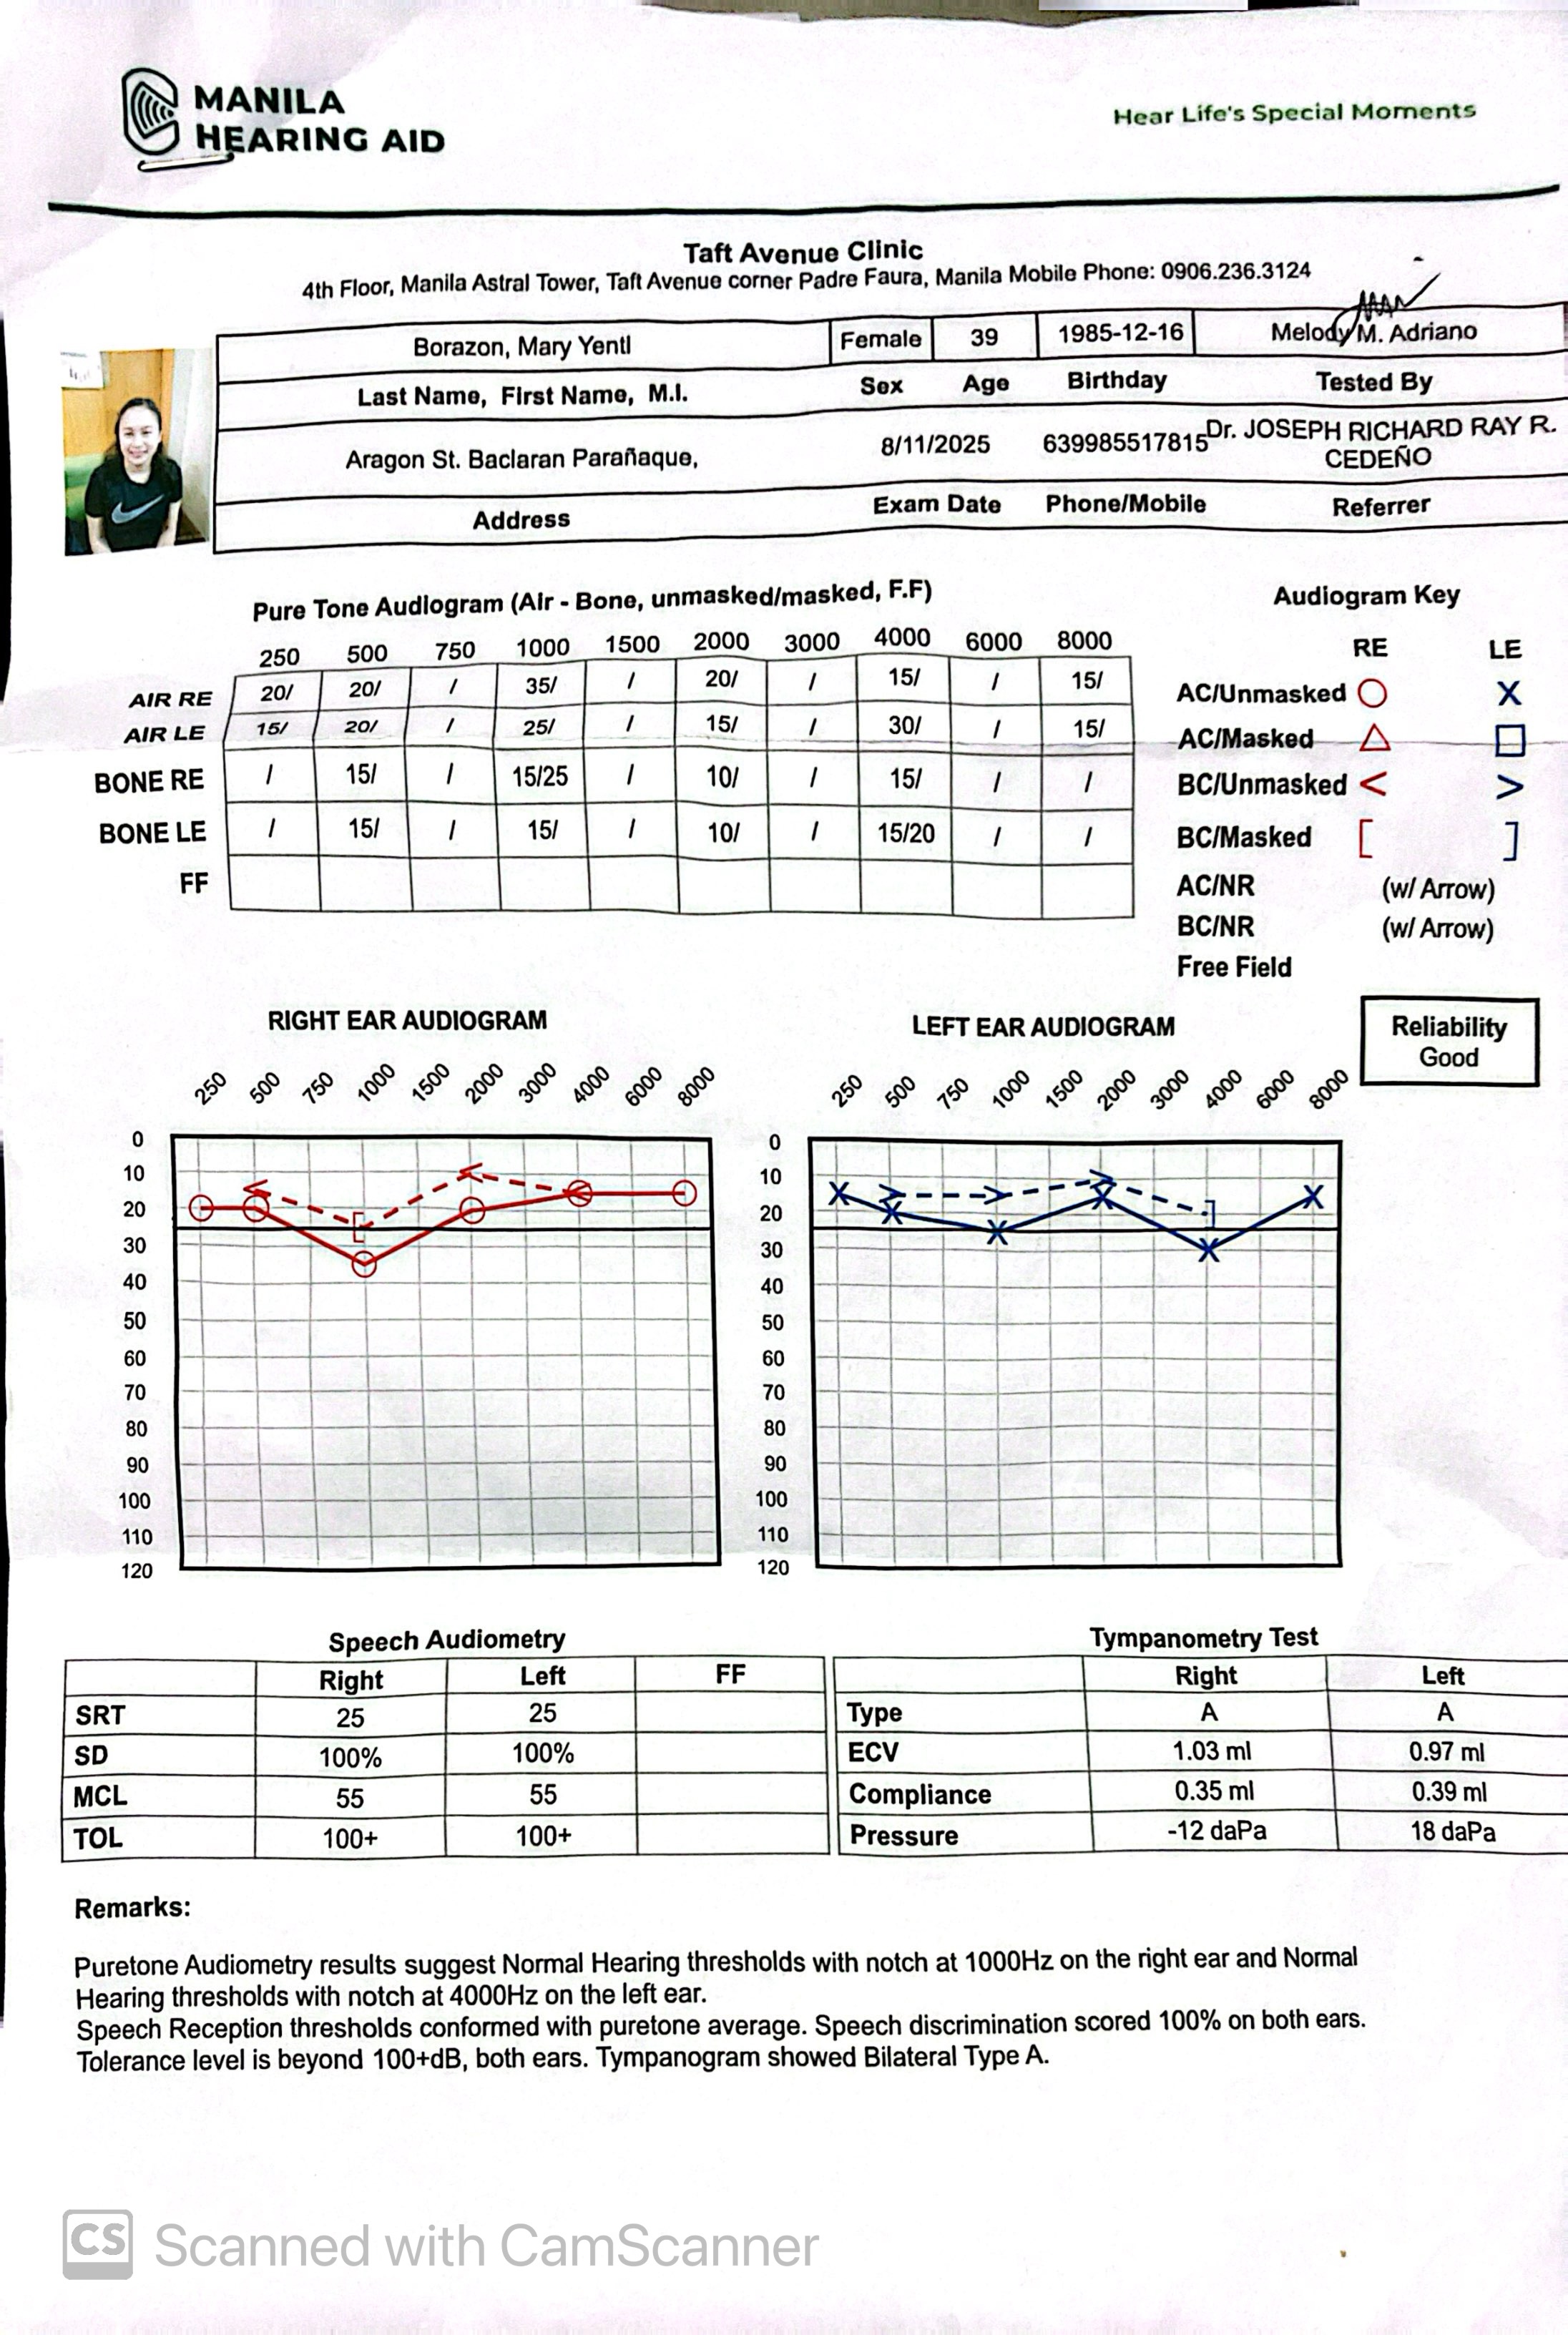 MANILA
HEARING AID
Hear Life's Special Moments
Taft Avenue Clinic
4th Floor, Manila Astral Tower, Taft Avenue corner Padre Faura, Manila Mobile Phone: 0906.236.3124
Borazon, Mary Yentl Female 39 1985-12-16 Melody M. Adriano
Last Name, First Name, M.I. Sex Age Birthday Tested By
Aragon St. Baclaran Parañaque, 8/11/2025 639985517815 Dr. JOSEPH RICHARD RAY R. CEDEÑO
Address Exam Date Phone/Mobile Referrer
Pure Tone Audiogram (Air - Bone, unmasked/masked, F.F)
250 500 750 1000 1500 2000 3000 4000 6000 8000
AIR RE 20/ 20/ / 35/ / 20/ / 15/ / 15/
AIR LE 15/ 20/ / 25/ / 15/ / 30/ / 15/
BONE RE / 15/ / 15/25 / 10/ / 15/ / /
BONE LE / 15/ / 15/ / 10/ / 15/20 / /
FF
Audiogram Key
RE LE
AC/Unmasked O X
AC/Masked △ □
BC/Unmasked < >
BC/Masked [ ]
AC/NR (w/ Arrow)
BC/NR (w/ Arrow)
Free Field
Reliability
Good
RIGHT EAR AUDIOGRAM
250 500 750 1000 1500 2000 3000 4000 6000 8000
0
10
20
30
40
50
60
70
80
90
100
110
120
LEFT EAR AUDIOGRAM
250 500 750 1000 1500 2000 3000 4000 6000 8000
0
10
20
30
40
50
60
70
80
90
100
110
120
Speech Audiometry
Right Left FF
SRT 25 25
SD 100% 100%
MCL 55 55
TOL 100+ 100+
Tympanometry Test
Right Left
Type A A
ECV 1.03 ml 0.97 ml
Compliance 0.35 ml 0.39 ml
Pressure -12 daPa 18 daPa
Remarks:
Puretone Audiometry results suggest Normal Hearing thresholds with notch at 1000Hz on the right ear and Normal
Hearing thresholds with notch at 4000Hz on the left ear.
Speech Reception thresholds conformed with puretone average. Speech discrimination scored 100% on both ears.
Tolerance level is beyond 100+dB, both ears. Tympanogram showed Bilateral Type A.
CS Scanned with CamScanner